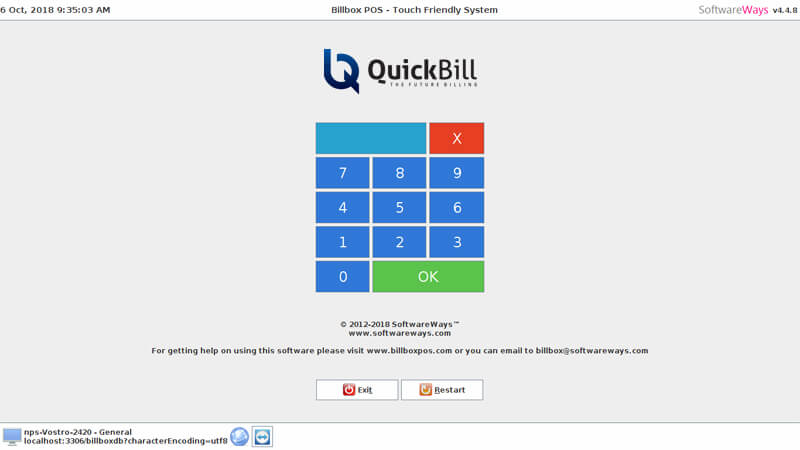 6 Oct, 2018 9:35:03 AM Billbox POS - Touch Friendly System SoftwareWays v4.4.8
QuickBill
THE FUTURE BILLING
X
7 8 9
4 5 6
1 2 3
0 OK
© 2012-2018 SoftwareWays™
www.softwareways.com
For getting help on using this software please visit www.billboxpos.com or you can email to billbox@softwareways.com
Exit Restart
nps-Vostro-2420 - General
localhost:3306/billboxdb?characterEncoding=utf8